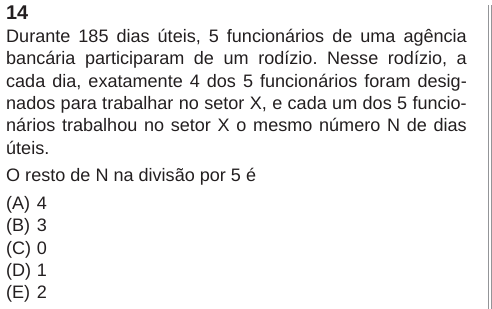 14
Durante 185 dias úteis, 5 funcionários de uma agência
bancária participaram de um rodízio. Nesse rodízio, a
cada dia, exatamente 4 dos 5 funcionários foram desig-
nados para trabalhar no setor X, e cada um dos 5 funcio-
nários trabalhou no setor X o mesmo número N de dias
úteis.
O resto de N na divisão por 5 é
(A) 4
(B) 3
(C) 0
(D) 1
(E) 2